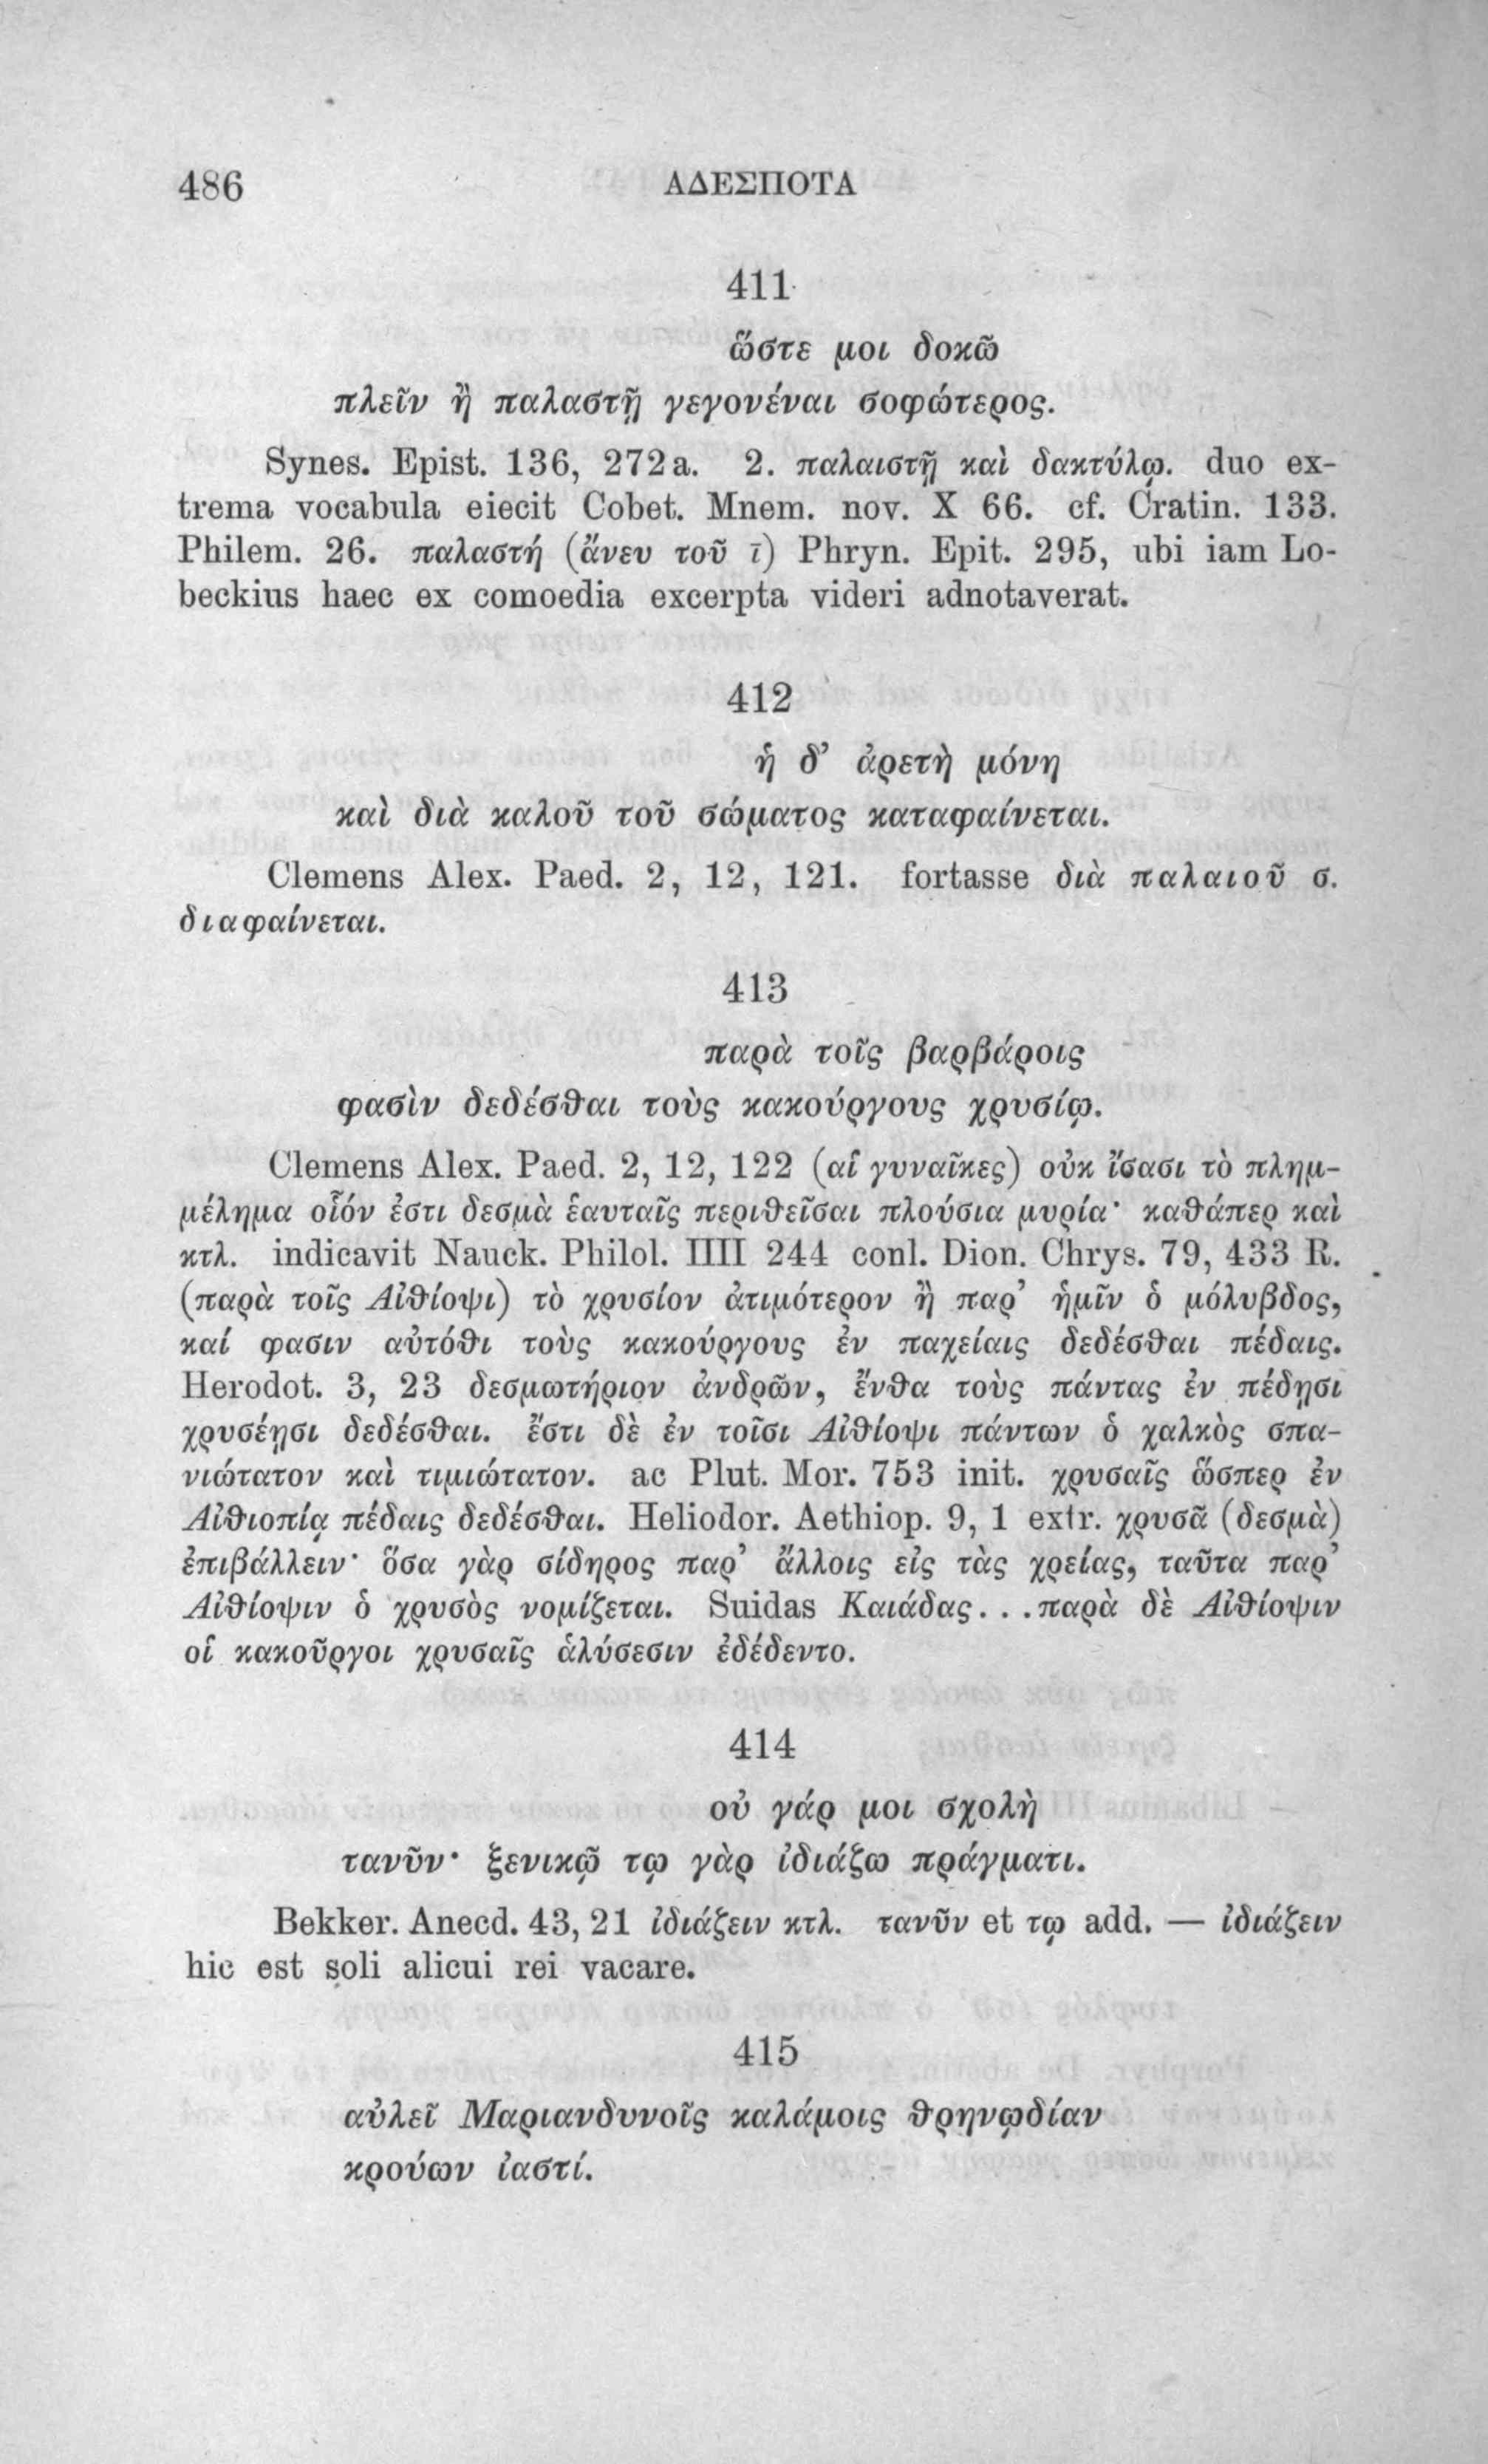 486
ΑΔΕΣΠΟΤΑ
411
ὥστε μοι δοκῶ
πλεῖν ἢ παλαστῇ γεγονέναι σοφώτερος.
Synes. Epist. 136, 272 a. 2. παλαιστῇ καὶ δακτύλῳ. duo ex-
trema vocabula eiecit Cobet. Mnem. nov. X 66. cf. Cratin. 133.
Philem. 26. παλαστή (ἄνευ τοῦ ῑ) Phryn. Epit. 295, ubi iam Lo-
beckius haec ex comoedia excerpta videri adnotaverat.
412
ἡ δ’ ἀρετὴ μόνη
καὶ διὰ καλοῦ τοῦ σώματος καταφαίνεται.
Clemens Alex. Paed. 2, 12, 121. fortasse διὰ παλαιοῦ σ.
διαφαίνεται.
413
παρὰ τοῖς βαρβάροις
φασὶν δεδέσθαι τοὺς κακούργους χρυσίῳ.
Clemens Alex. Paed. 2, 12, 122 (αἱ γυναῖκες) οὐκ ἴσασι τὸ πλημ-
μέλημα οἷόν ἐστι δεσμὰ ἑαυταῖς περιθεῖσαι πλούσια μυρία· καθάπερ καὶ
κτλ. indicavit Nauck. Philol. IIII 244 conl. Dion. Chrys. 79, 433 R.
(παρὰ τοῖς Αἰθίοψι) τὸ χρυσίον ἀτιμότερον ἢ παρ’ ἡμῖν ὁ μόλυβδος,
καί φασιν αὐτόθι τοὺς κακούργους ἐν παχείαις δεδέσθαι πέδαις.
Herodot. 3, 23 δεσμωτήριον ἀνδρῶν, ἔνθα τοὺς πάντας ἐν πέδῃσι
χρυσέῃσι δεδέσθαι. ἔστι δὲ ἐν τοῖσι Αἰθίοψι πάντων ὁ χαλκὸς σπα-
νιώτατον καὶ τιμιώτατον. ac Plut. Mor. 753 init. χρυσαῖς ὥσπερ ἐν
Αἰθιοπίᾳ πέδαις δεδέσθαι. Heliodor. Aethiop. 9, 1 extr. χρυσᾶ (δεσμὰ)
ἐπιβάλλειν· ὅσα γὰρ σίδηρος παρ’ ἄλλοις εἰς τὰς χρείας, ταῦτα παρ’
Αἰθίοψιν ὁ χρυσὸς νομίζεται. Suidas Καιάδας. . .παρὰ δὲ Αἰθίοψιν
οἱ κακοῦργοι χρυσαῖς ἁλύσεσιν ἐδέδεντο.
414
οὐ γάρ μοι σχολὴ
τανῦν· ξενικῷ τῳ γὰρ ἰδιάζω πράγματι.
Bekker. Anecd. 43, 21 ἰδιάζειν κτλ. τανῦν et τῳ add. — ἰδιάζειν
hic est soli alicui rei vacare.
415
αὐλεῖ Μαριανδυνοῖς καλάμοις θρηνῳδίαν
κρούων ἰαστί.